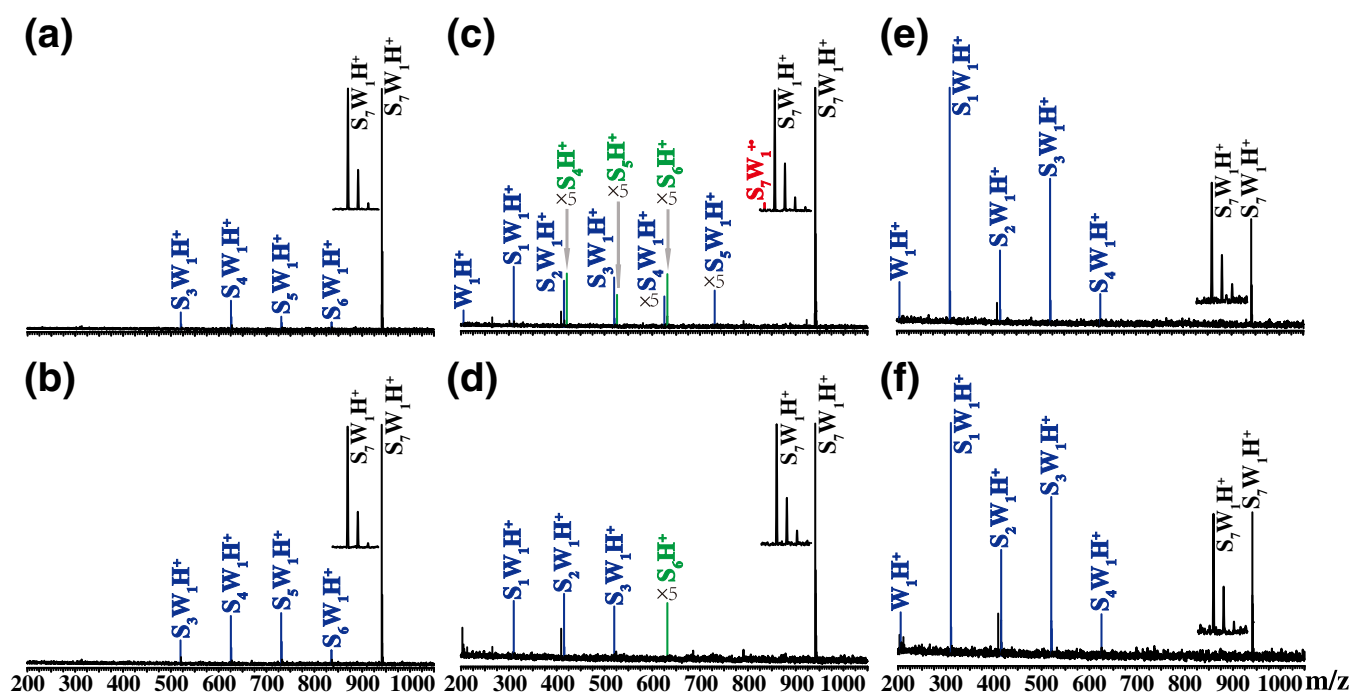 (a)
S₃W₁H⁺
S₄W₁H⁺
S₅W₁H⁺
S₆W₁H⁺
S₇W₁H⁺
S₇W₁H⁺
(c)
W₁H⁺
S₁W₁H⁺
S₂W₁H⁺
×5 S₄H⁺
S₃W₁H⁺
×5 S₅H⁺
×5 S₄W₁H⁺
×5 S₆H⁺
×5 S₅W₁H⁺
S₇W₁⁺•
S₇W₁H⁺
S₇W₁H⁺
(e)
W₁H⁺
S₁W₁H⁺
S₂W₁H⁺
S₃W₁H⁺
S₄W₁H⁺
S₇W₁H⁺
S₇W₁H⁺
(b)
S₃W₁H⁺
S₄W₁H⁺
S₅W₁H⁺
S₆W₁H⁺
S₇W₁H⁺
S₇W₁H⁺
200 300 400 500 600 700 800 900 1000
(d)
S₁W₁H⁺
S₂W₁H⁺
S₃W₁H⁺
×5 S₆H⁺
S₇W₁H⁺
S₇W₁H⁺
200 300 400 500 600 700 800 900 1000
(f)
W₁H⁺
S₁W₁H⁺
S₂W₁H⁺
S₃W₁H⁺
S₄W₁H⁺
S₇W₁H⁺
S₇W₁H⁺
200 300 400 500 600 700 800 900 1000 m/z